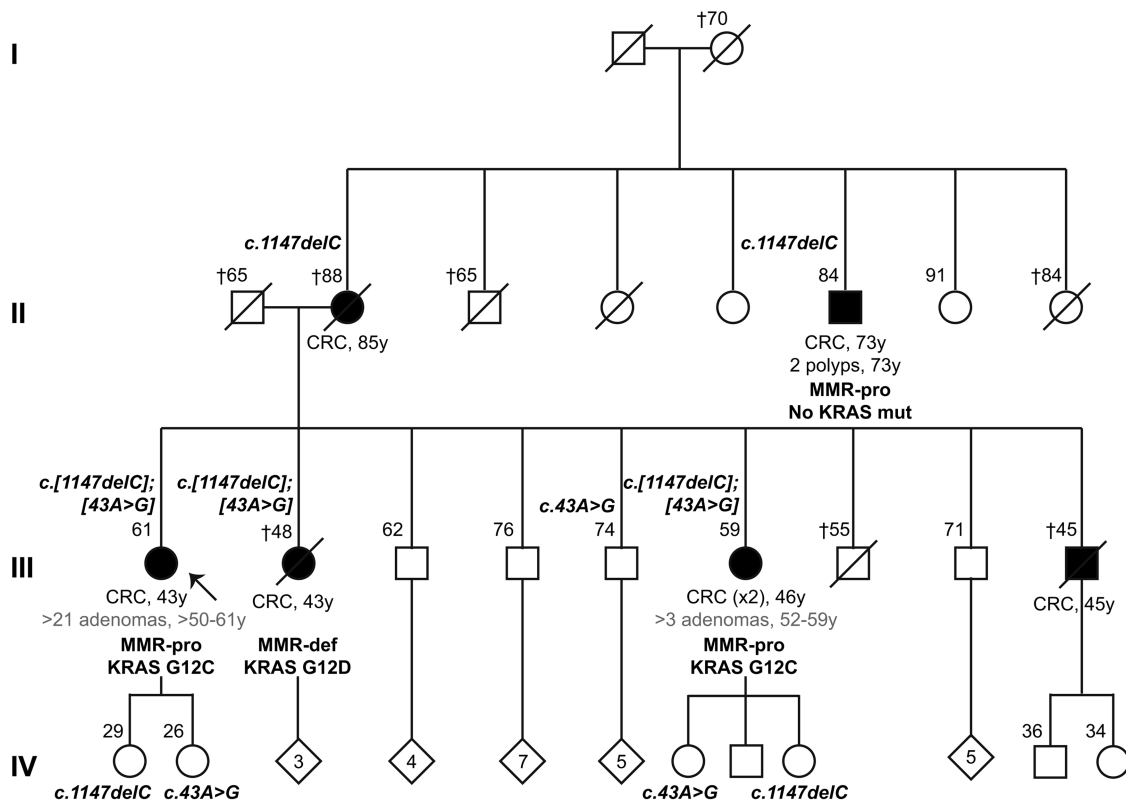 I
†70
c.1147delC
c.1147delC
II
†65
†88
†65
84
91
†84
CRC, 85y
CRC, 73y
2 polyps, 73y
MMR-pro
No KRAS mut
c.[1147delC];
[43A>G]
c.[1147delC];
[43A>G]
c.43A>G
c.[1147delC];
[43A>G]
III
61
†48
62
76
74
59
†55
71
†45
CRC, 43y
>21 adenomas, >50-61y
MMR-pro
KRAS G12C
CRC, 43y
MMR-def
KRAS G12D
CRC (x2), 46y
>3 adenomas, 52-59y
MMR-pro
KRAS G12C
CRC, 45y
IV
29
26
3
4
7
5
5
36
34
c.1147delC
c.43A>G
c.43A>G
c.1147delC